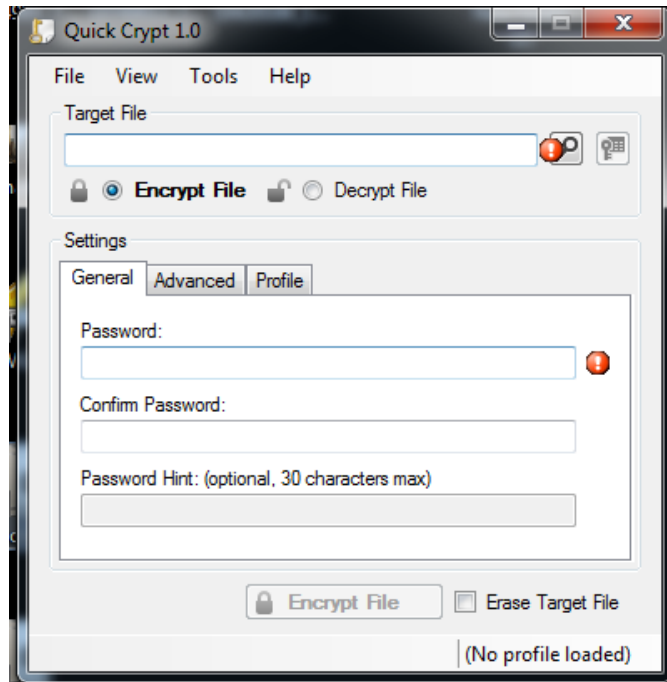 Quick Crypt 1.0
File View Tools Help
Target File
Encrypt File Decrypt File
Settings
General Advanced Profile
Password:
Confirm Password:
Password Hint: (optional, 30 characters max)
Encrypt File Erase Target File
(No profile loaded)